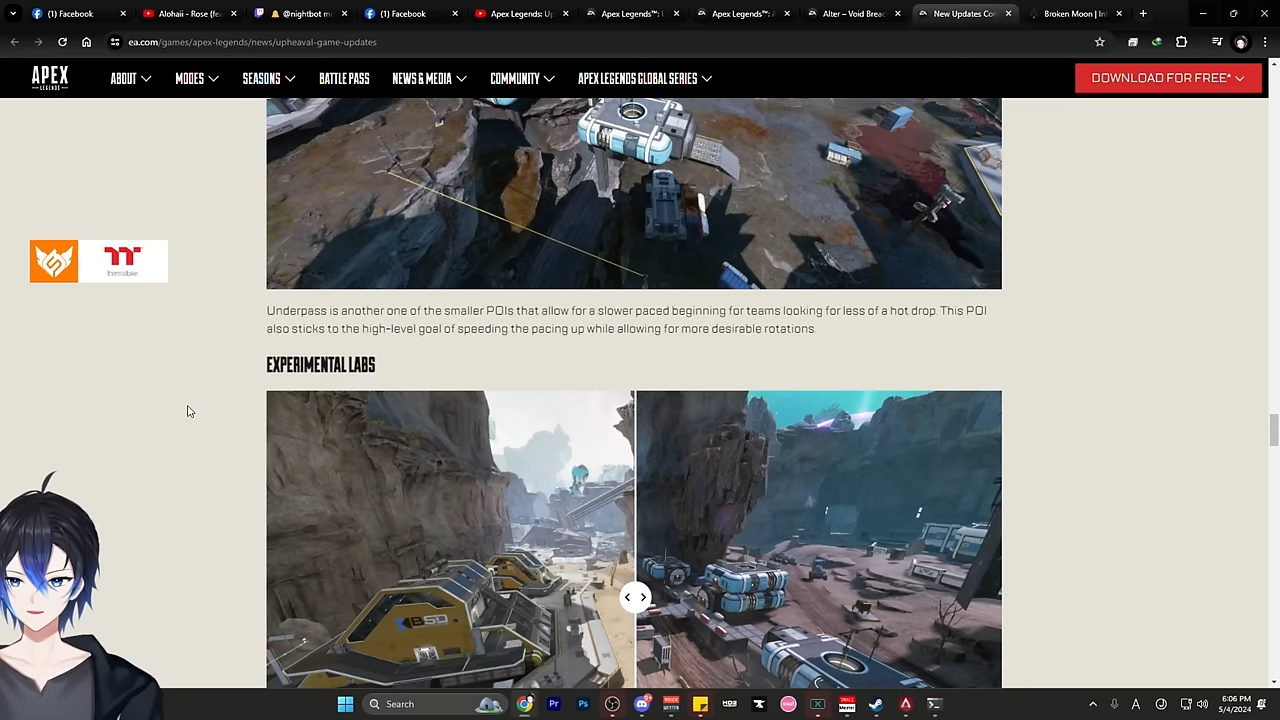 (1) Facebook
Alohaii - Rose (fea
@nightbot m
(3) Facebook
Apex Legends: Up
Apex Legends™: U
Apex Legends™: A
Alter – Void Breac
New Updates Co
Broken Moon | In
ea.com/games/apex-legends/news/upheaval-game-updates
APEX
LEGENDS
ABOUT
MODES
SEASONS
BATTLE PASS
NEWS & MEDIA
COMMUNITY
APEX LEGENDS GLOBAL SERIES
DOWNLOAD FOR FREE*
thermaltake
Underpass is another one of the smaller POIs that allow for a slower paced beginning for teams looking for less of a hot drop. This POI
also sticks to the high-level goal of speeding the pacing up while allowing for more desirable rotations.
EXPERIMENTAL LABS
BSD
Search
6:06 PM
5/4/2024